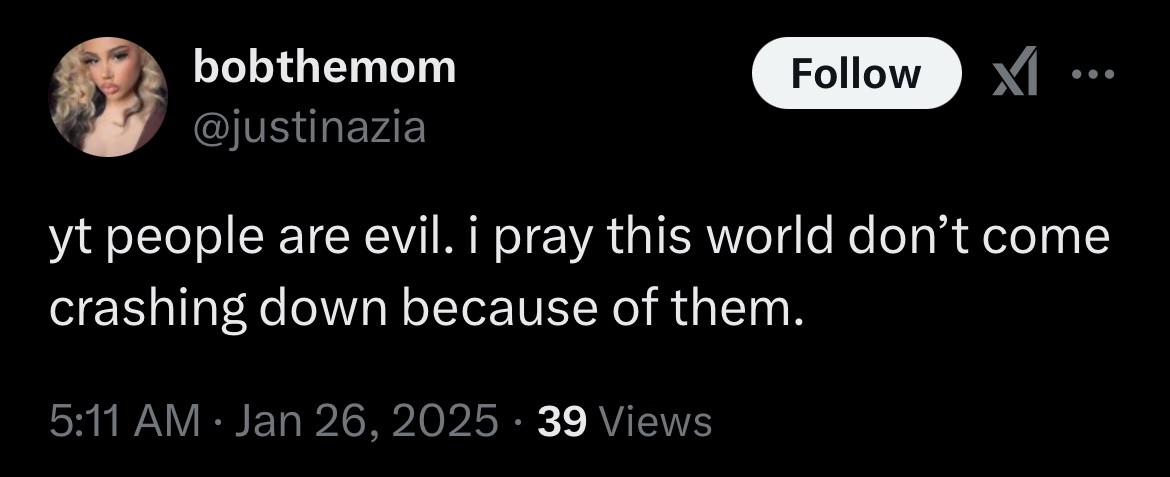 bobthemom
Follow
@justinazia
yt people are evil. i pray this world don’t come
crashing down because of them.
5:11 AM · Jan 26, 2025 · 39 Views